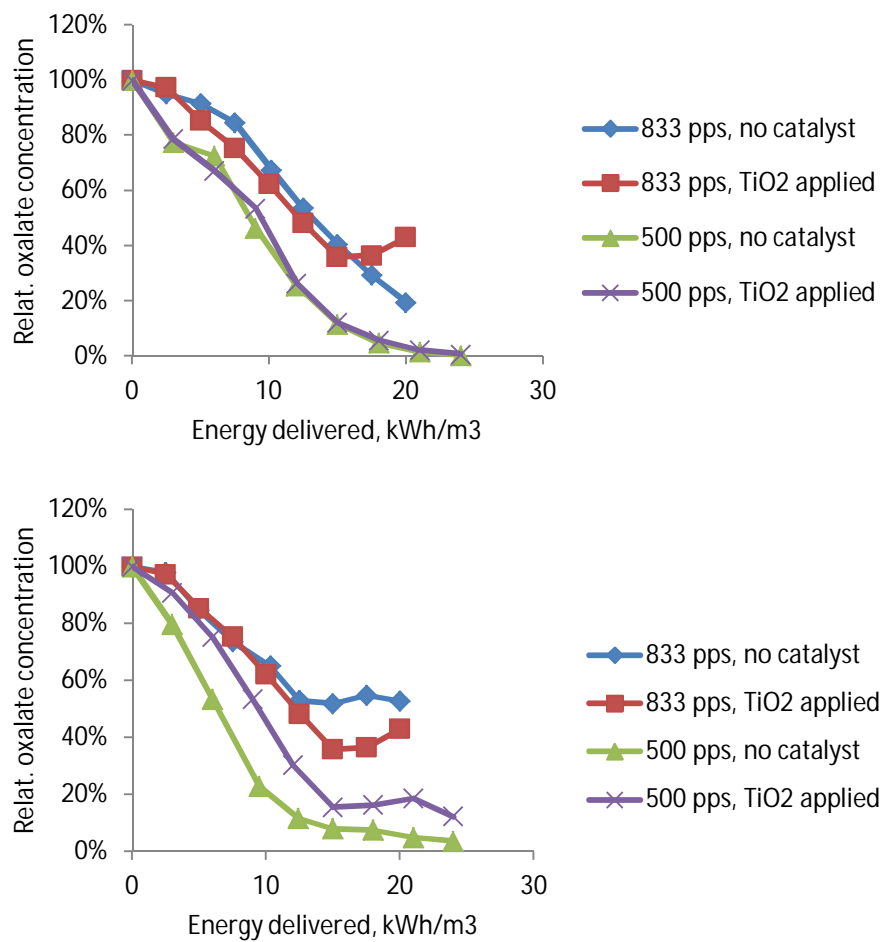 120%
100%
80%
60%
40%
20%
0%
0
10
20
30
Relat. oxalate concentration
Energy delivered, kWh/m3
833 pps, no catalyst
833 pps, TiO2 applied
500 pps, no catalyst
500 pps, TiO2 applied
120%
100%
80%
60%
40%
20%
0%
0
10
20
30
Relat. oxalate concentration
Energy delivered, kWh/m3
833 pps, no catalyst
833 pps, TiO2 applied
500 pps, no catalyst
500 pps, TiO2 applied